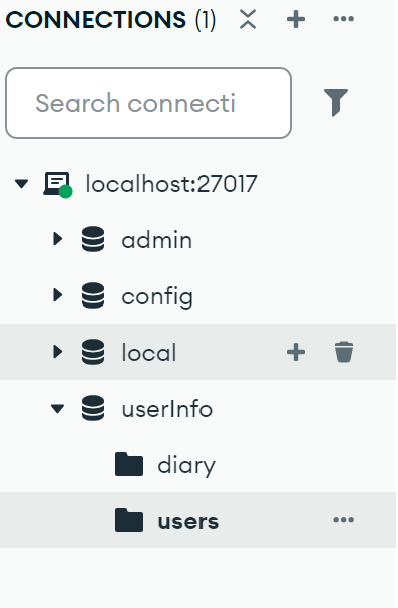 CONNECTIONS (1)
Search connecti
localhost:27017
admin
config
local
userInfo
diary
users